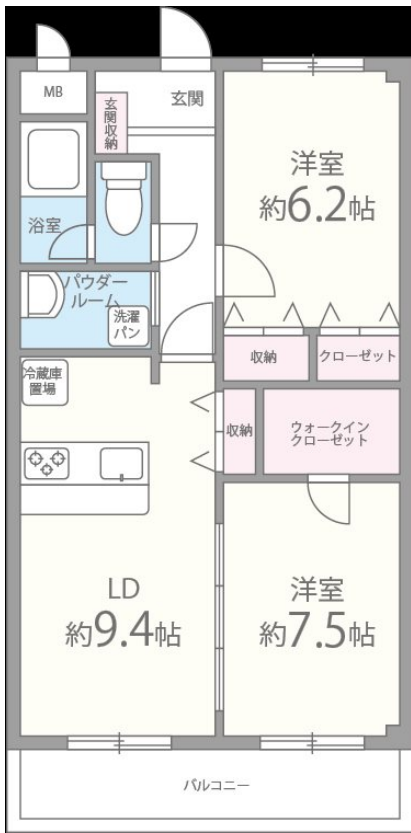 MB
玄関
玄関収納
洋室
約6.2帖
浴室
パウダー
ルーム
洗濯
パン
収納
クローゼット
冷蔵庫
置場
収納
ウォークイン
クローゼット
LD
約9.4帖
洋室
約7.5帖
バルコニー